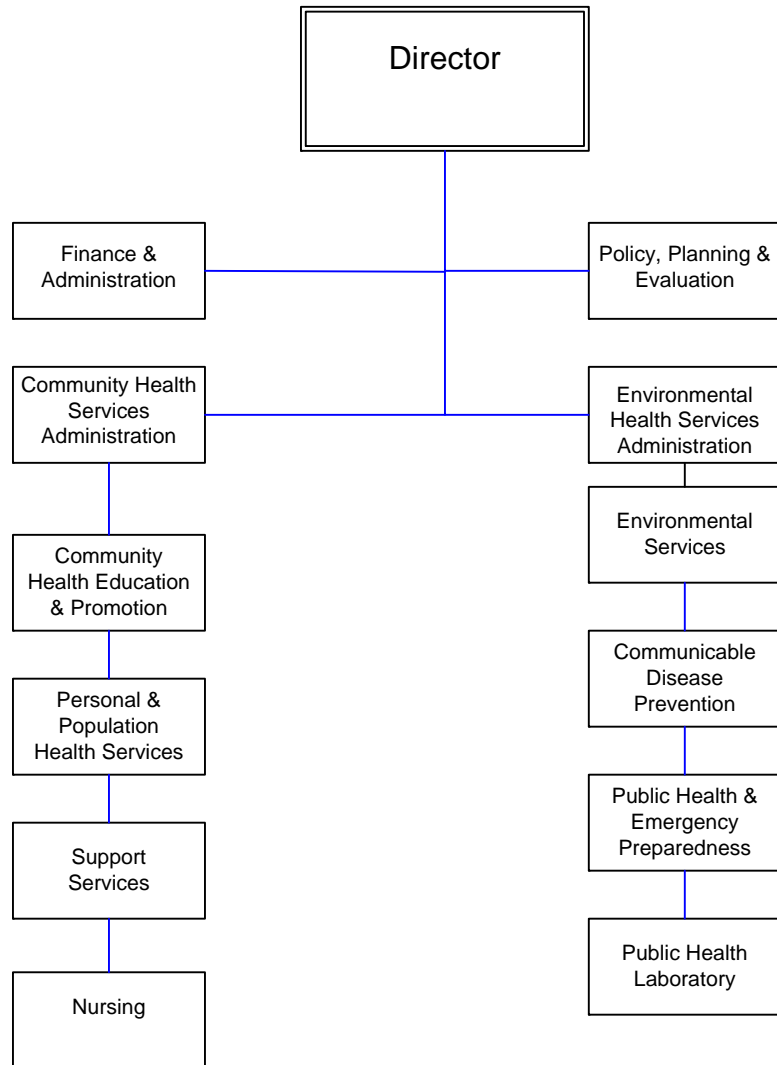 Director
Finance &
Administration
Policy, Planning &
Evaluation
Community Health
Services
Administration
Environmental
Health Services
Administration
Environmental
Services
Community
Health Education
& Promotion
Communicable
Disease
Prevention
Personal &
Population
Health Services
Public Health &
Emergency
Preparedness
Support
Services
Public Health
Laboratory
Nursing